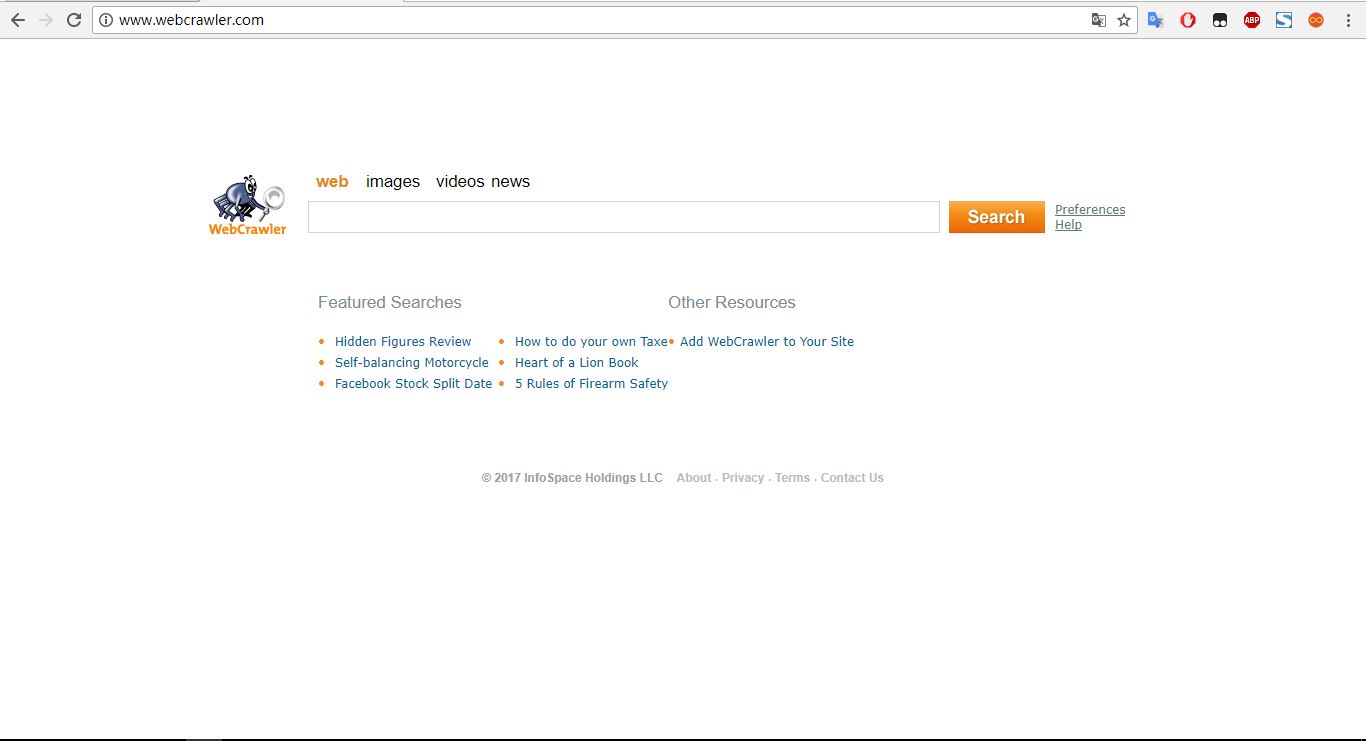 www.webcrawler.com
ABP
web images videos news
WebCrawler
Search
Preferences
Help
Featured Searches
Hidden Figures Review
Self-balancing Motorcycle
Facebook Stock Split Date
How to do your own Taxe
Heart of a Lion Book
5 Rules of Firearm Safety
Other Resources
Add WebCrawler to Your Site
© 2017 InfoSpace Holdings LLC About . Privacy . Terms . Contact Us